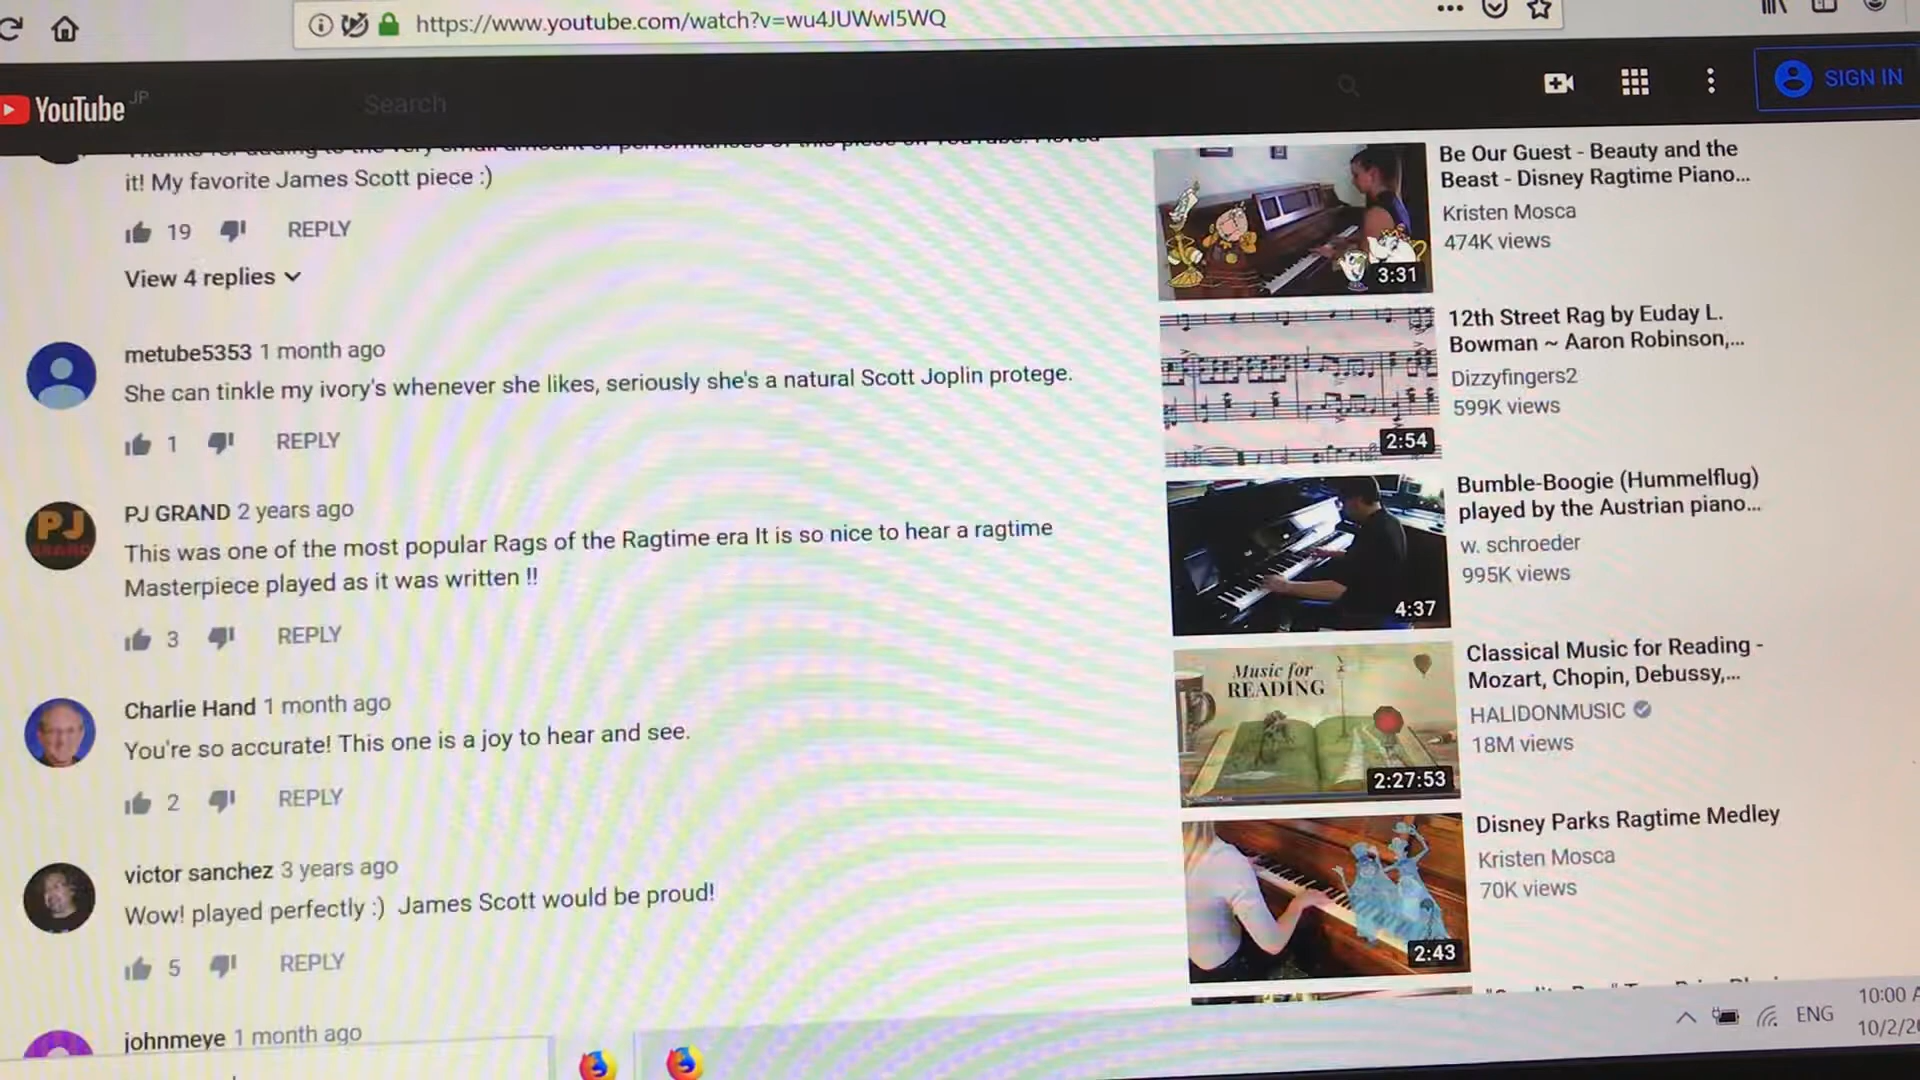 https://www.youtube.com/watch?v=wu4JUWwI5WQ
YouTube JP
Search
SIGN IN
it! My favorite James Scott piece :)
19 REPLY
View 4 replies
metube5353 1 month ago
She can tinkle my ivory's whenever she likes, seriously she's a natural Scott Joplin protege.
1 REPLY
PJ GRAND 2 years ago
This was one of the most popular Rags of the Ragtime era It is so nice to hear a ragtime
Masterpiece played as it was written !!
3 REPLY
PJ
Charlie Hand 1 month ago
You're so accurate! This one is a joy to hear and see.
2 REPLY
victor sanchez 3 years ago
Wow! played perfectly :) James Scott would be proud!
5 REPLY
johnmeye 1 month ago
3:31
Be Our Guest - Beauty and the
Beast - Disney Ragtime Piano...
Kristen Mosca
474K views
2:54
12th Street Rag by Euday L.
Bowman ~ Aaron Robinson,...
Dizzyfingers2
599K views
4:37
Bumble-Boogie (Hummelflug)
played by the Austrian piano...
w. schroeder
995K views
Music for
READING
2:27:53
Classical Music for Reading -
Mozart, Chopin, Debussy,...
HALIDONMUSIC
18M views
2:43
Disney Parks Ragtime Medley
Kristen Mosca
70K views
ENG
10:00
10/2/